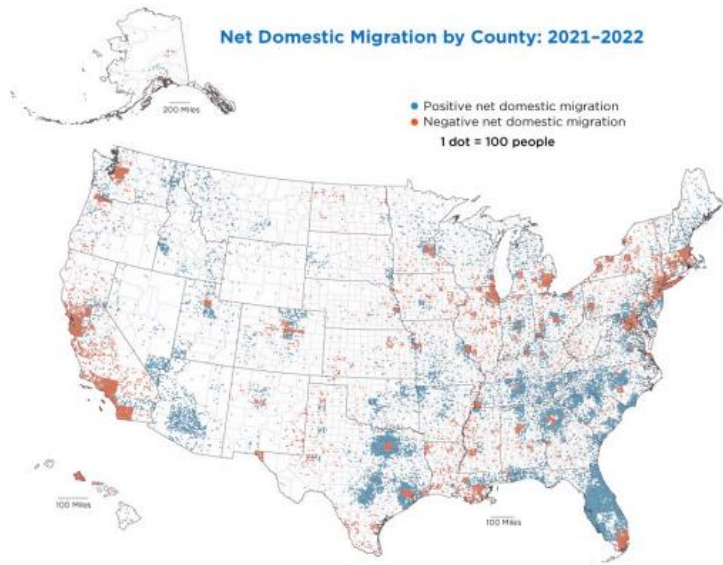 Net Domestic Migration by County: 2021–2022
200 Miles
Positive net domestic migration
Negative net domestic migration
1 dot = 100 people
100 Miles
100 Miles